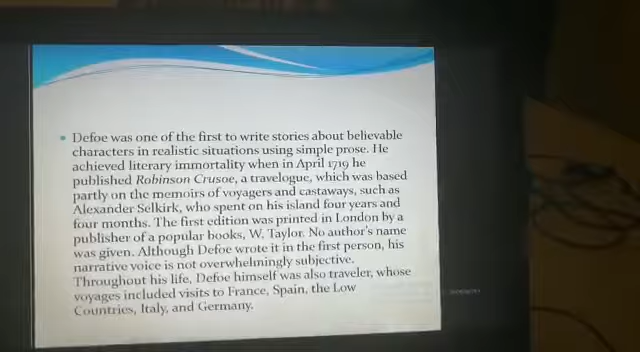 Defoe was one of the first to write stories about believable
characters in realistic situations using simple prose. He
achieved literary immortality when in April 1719 he
published Robinson Crusoe, a travelogue, which was based
partly on the memoirs of voyagers and castaways, such as
Alexander Selkirk, who spent on his island four years and
four months. The first edition was printed in London by a
publisher of a popular books, W. Taylor. No author's name
was given. Although Defoe wrote it in the first person, his
narrative voice is not overwhelmingly subjective.
Throughout his life, Defoe himself was also traveler, whose
voyages included visits to France, Spain, the Low
Countries, Italy, and Germany.